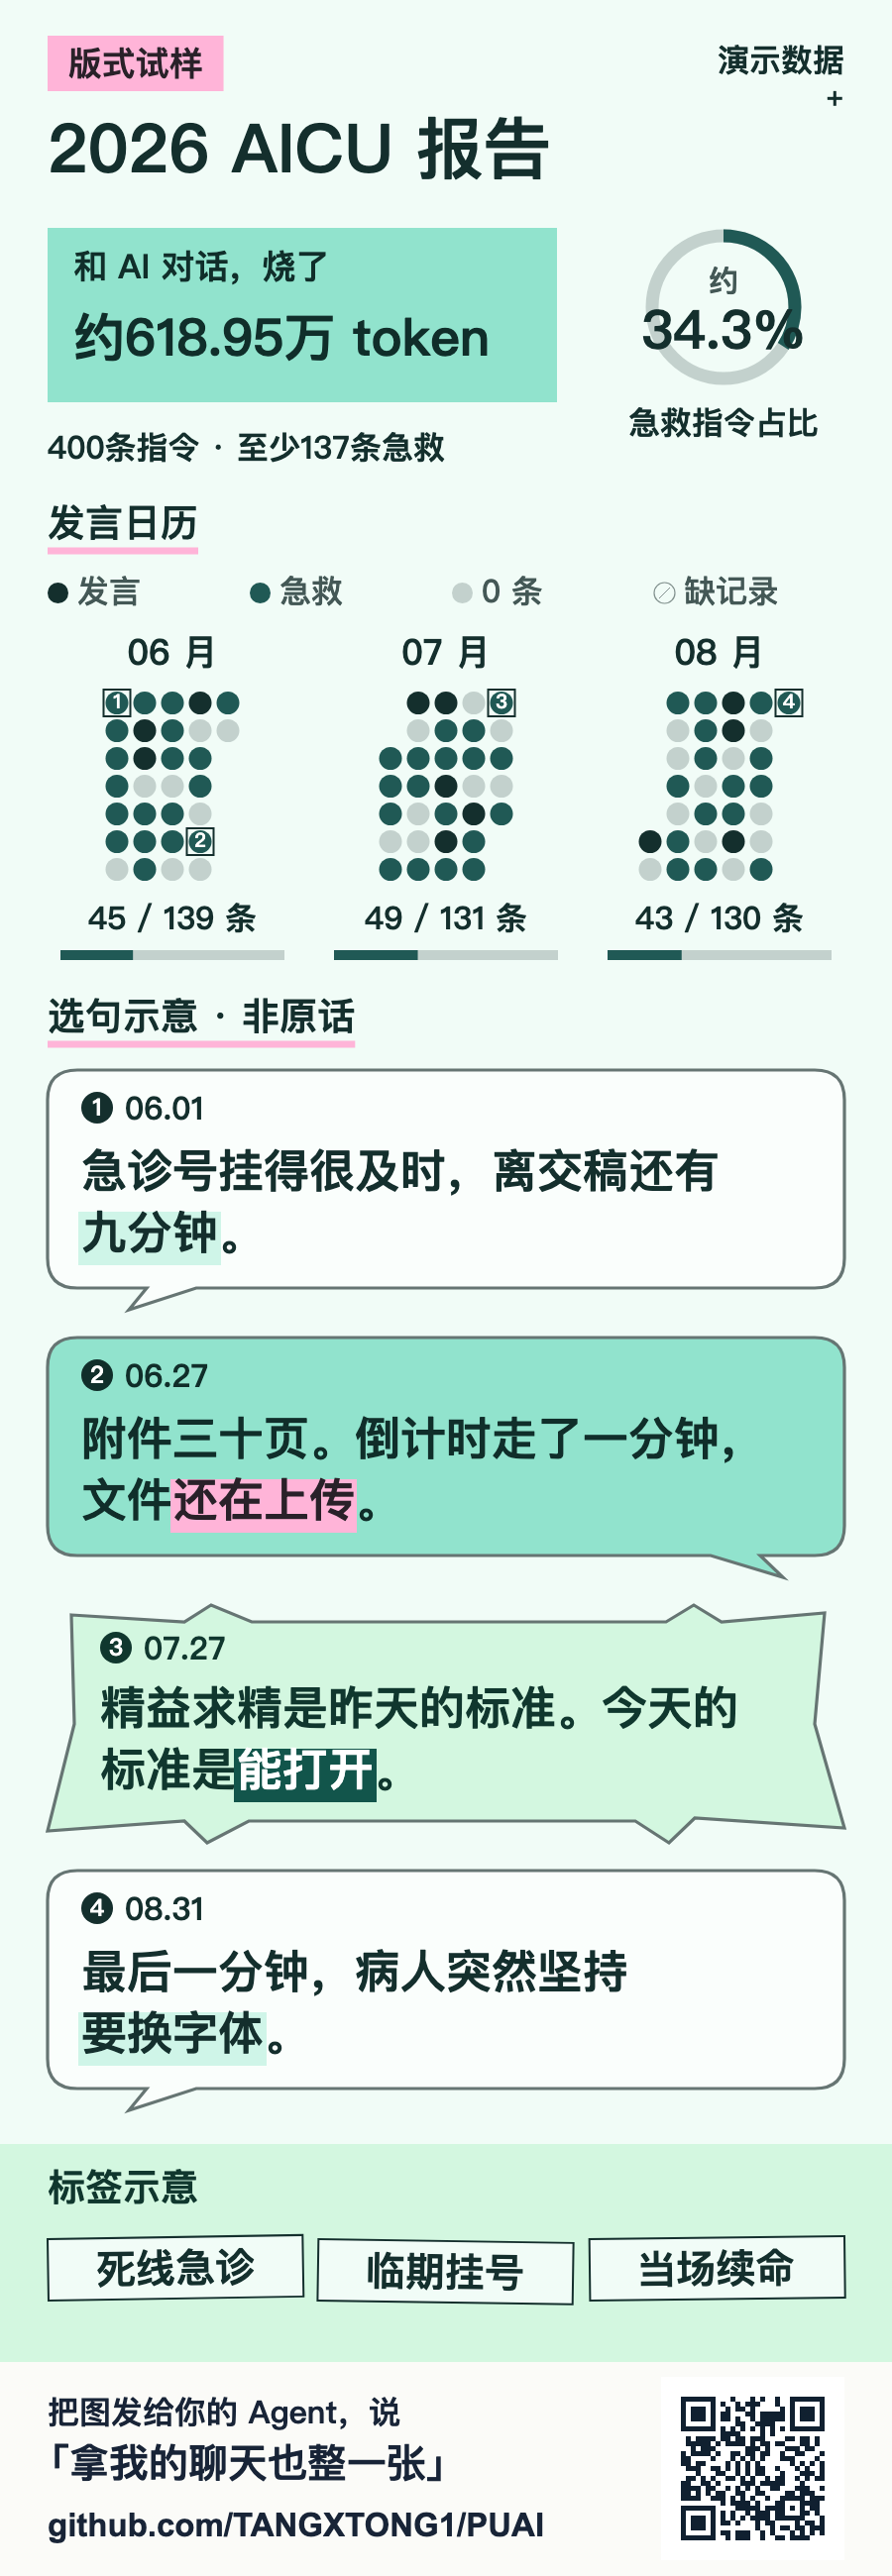 版式试样
演示数据
+
2026 AICU 报告
和 AI 对话，烧了
约618.95万 token
约
34.3%
急救指令占比
400条指令 · 至少137条急救
发言日历
发言
急救
0 条
缺记录
06 月
07 月
08 月
1
3
4
2
45 / 139 条
49 / 131 条
43 / 130 条
选句示意 · 非原话
1 06.01
急诊号挂得很及时，离交稿还有
九分钟。
2 06.27
附件三十页。倒计时走了一分钟，
文件还在上传。
3 07.27
精益求精是昨天的标准。今天的
标准是能打开。
4 08.31
最后一分钟，病人突然坚持
要换字体。
标签示意
死线急诊
临期挂号
当场续命
把图发给你的 Agent，说
「拿我的聊天也整一张」
github.com/TANGXTONG1/PUAI